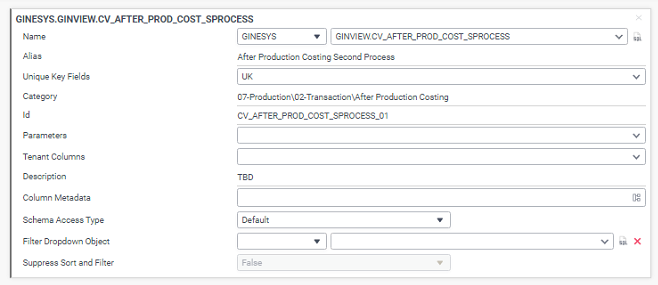 GINESYS.GINVIEW.CV_AFTER_PROD_COST_SPROCESS
Name GINESYS GINVIEW.CV_AFTER_PROD_COST_SPROCESS
Alias After Production Costing Second Process
Unique Key Fields UK
Category 07-Production\02-Transaction\After Production Costing
Id CV_AFTER_PROD_COST_SPROCESS_01
Parameters
Tenant Columns
Description TBD
Column Metadata
Schema Access Type Default
Filter Dropdown Object
Suppress Sort and Filter False